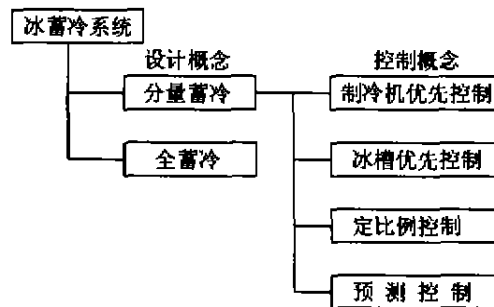 冰蓄冷系统
设计概念
控制概念
分量蓄冷
制冷机优先控制
全蓄冷
冰槽优先控制
定比例控制
预测控制